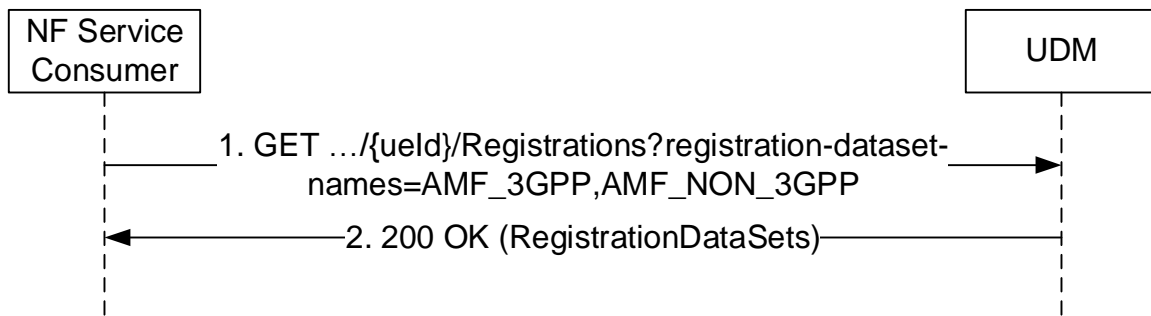 NF Service
Consumer
UDM
1. GET …/{ueId}/Registrations?registration-dataset-
names=AMF_3GPP,AMF_NON_3GPP
2. 200 OK (RegistrationDataSets)